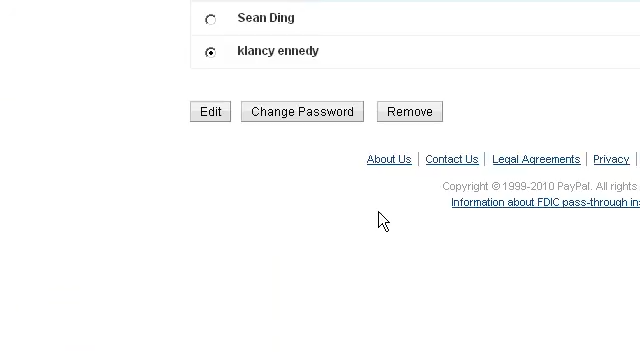 Sean Ding
klancy ennedy
Edit Change Password Remove
About Us Contact Us Legal Agreements Privacy
Copyright © 1999-2010 PayPal. All rights
Information about FDIC pass-through in